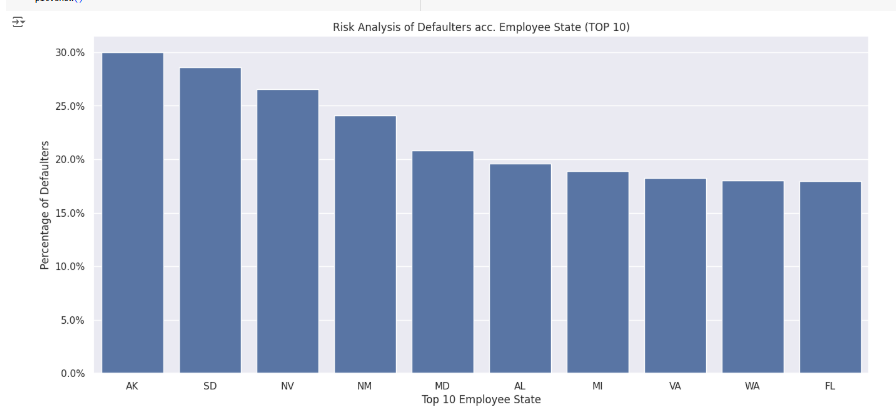 Risk Analysis of Defaulters acc. Employee State (TOP 10)
Percentage of Defaulters
30.0%
25.0%
20.0%
15.0%
10.0%
5.0%
0.0%
AK SD NV NM MD AL MI VA WA FL
Top 10 Employee State